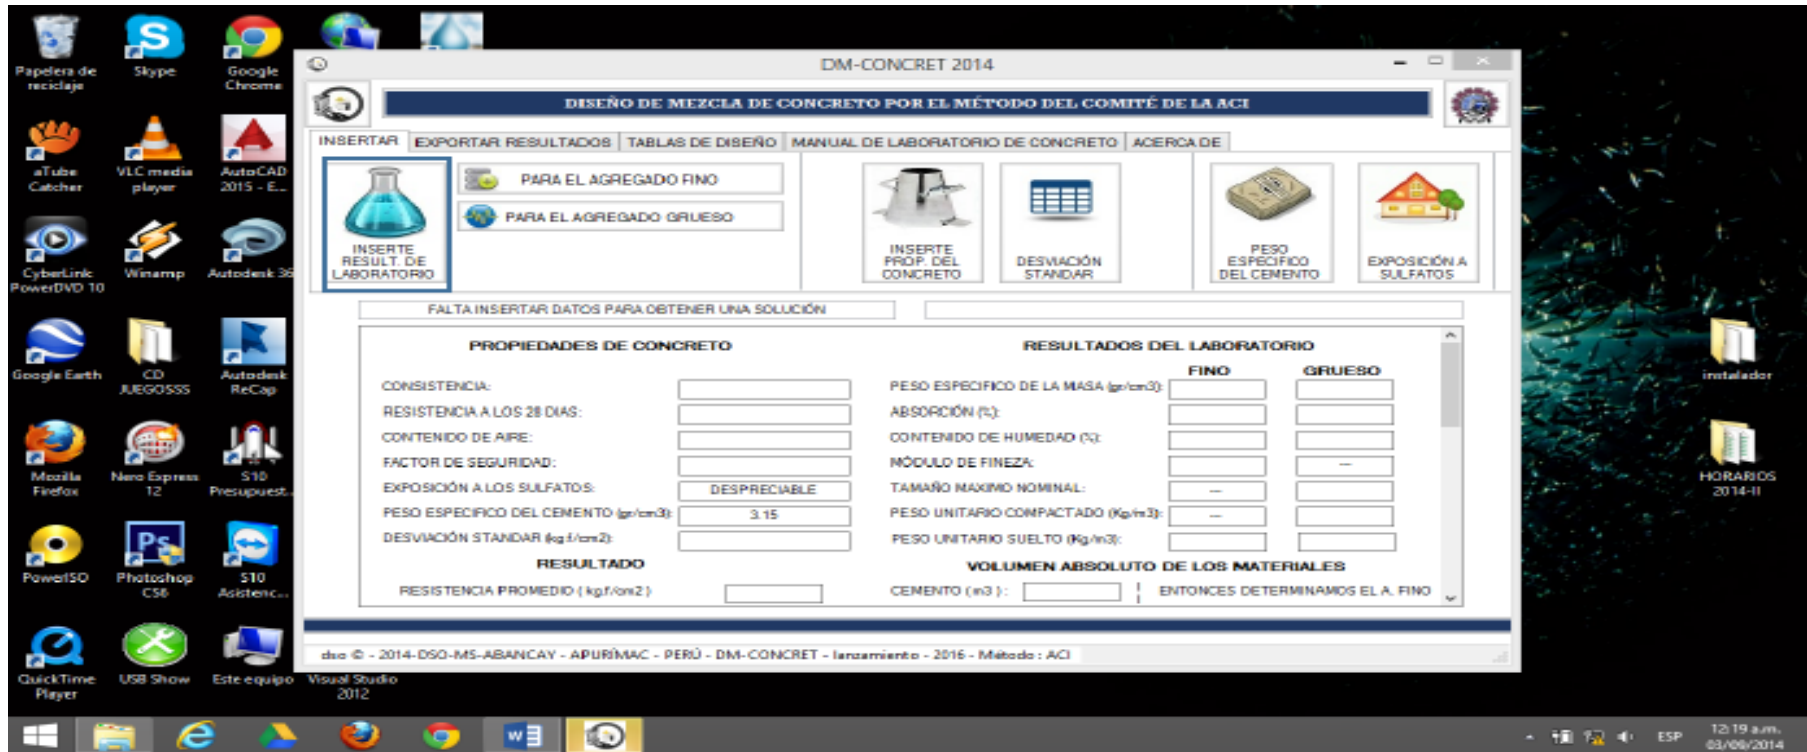 Papelera de
reciclaje
Skype
Google
Chrome
aTube
Catcher
VLC media
player
AutoCAD
2015 - E...
CyberLink
PowerDVD 10
Winamp
Autodesk 36
Google Earth
CD
JUEGOSSS
Autodesk
ReCap
Mozilla
Firefox
Nero Express
12
S10
Presupuest...
PowerISO
Photoshop
CS6
S10
Asistenc...
QuickTime
Player
USB Show
Este equipo
Visual Studio
2012
DM-CONCRET 2014
DISEÑO DE MEZCLA DE CONCRETO POR EL MÉTODO DEL COMITÉ DE LA ACI
INSERTAR EXPORTAR RESULTADOS TABLAS DE DISEÑO MANUAL DE LABORATORIO DE CONCRETO ACERCA DE
INSERTE
RESULT. DE
LABORATORIO
PARA EL AGREGADO FINO
PARA EL AGREGADO GRUESO
INSERTE
PROP. DEL
CONCRETO
DESVIACIÓN
STANDAR
PESO
ESPECIFICO
DEL CEMENTO
EXPOSICIÓN A
SULFATOS
FALTA INSERTAR DATOS PARA OBTENER UNA SOLUCIÓN
PROPIEDADES DE CONCRETO
CONSISTENCIA:
RESISTENCIA A LOS 28 DIAS:
CONTENIDO DE AIRE:
FACTOR DE SEGURIDAD:
EXPOSICIÓN A LOS SULFATOS: DESPRECIABLE
PESO ESPECIFICO DEL CEMENTO (gr/cm3): 3.15
DESVIACIÓN STANDAR (kg.f/cm2):
RESULTADO
RESISTENCIA PROMEDIO ( kg.f/cm2 )
RESULTADOS DEL LABORATORIO
FINO GRUESO
PESO ESPECIFICO DE LA MASA (gr/cm3):
ABSORCIÓN (%):
CONTENIDO DE HUMEDAD (%):
MÓDULO DE FINEZA: ---
TAMAÑO MAXIMO NOMINAL: ---
PESO UNITARIO COMPACTADO (Kg/m3): ---
PESO UNITARIO SUELTO (Kg/m3):
VOLUMEN ABSOLUTO DE LOS MATERIALES
CEMENTO ( m3 ): ENTONCES DETERMINAMOS EL A. FINO
dso © - 2014-DSO-MS-ABANCAY - APURÍMAC - PERÚ - DM-CONCRET - lanzamiento - 2016 - Método : ACI
instalador
HORARIOS
2014-II
ESP
12:19 a.m.
03/09/2014